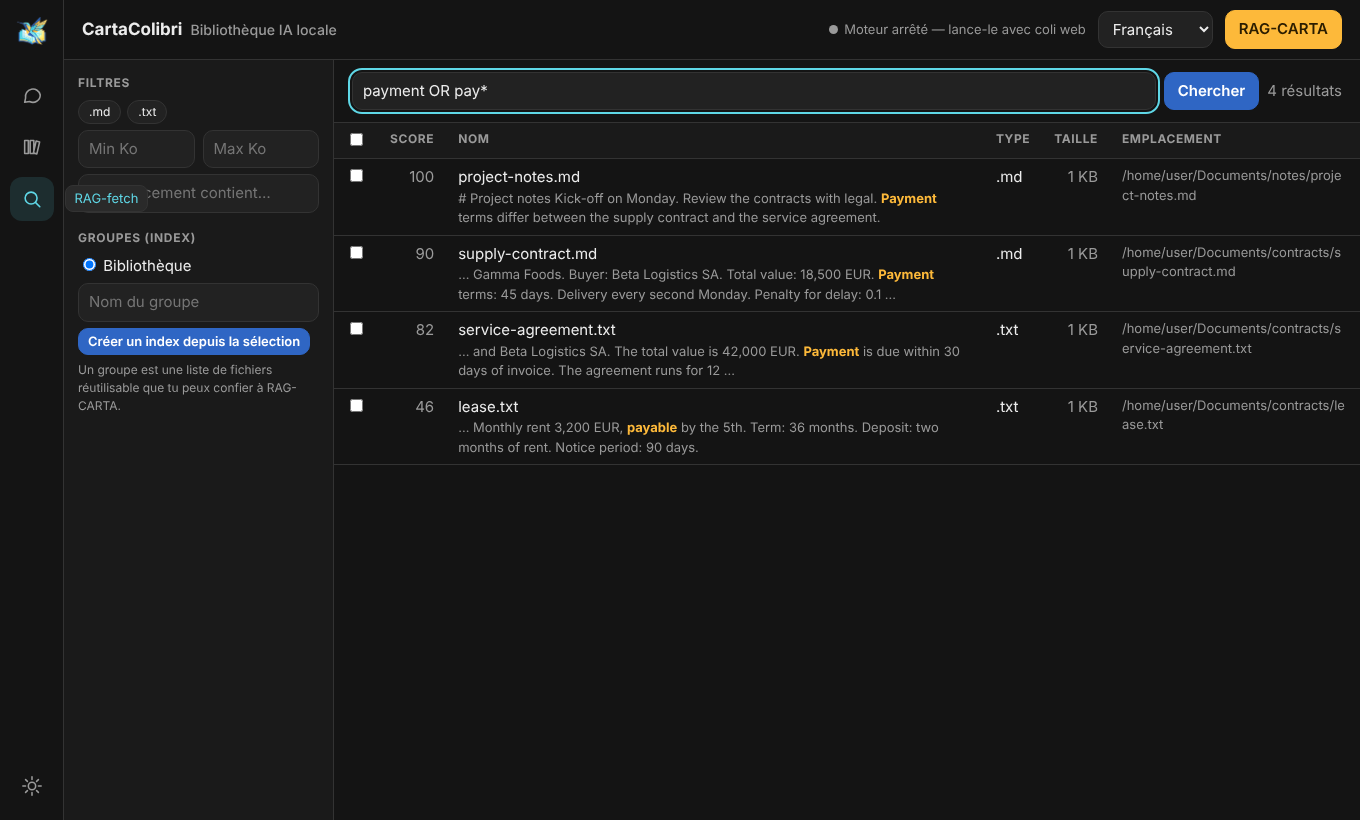 CartaColibri Bibliothèque IA locale
Moteur arrêté — lance-le avec coli web
Français
RAG-CARTA
FILTRES
.md .txt
Min Ko Max Ko
cement contient...
RAG-fetch
GROUPES (INDEX)
Bibliothèque
Nom du groupe
Créer un index depuis la sélection
Un groupe est une liste de fichiers
réutilisable que tu peux confier à RAG-
CARTA.
payment OR pay*
Chercher
4 résultats
SCORE NOM TYPE TAILLE EMPLACEMENT
100 project-notes.md .md 1 KB /home/user/Documents/notes/proje
ct-notes.md
# Project notes Kick-off on Monday. Review the contracts with legal. Payment
terms differ between the supply contract and the service agreement.
90 supply-contract.md .md 1 KB /home/user/Documents/contracts/s
upply-contract.md
... Gamma Foods. Buyer: Beta Logistics SA. Total value: 18,500 EUR. Payment
terms: 45 days. Delivery every second Monday. Penalty for delay: 0.1 ...
82 service-agreement.txt .txt 1 KB /home/user/Documents/contracts/s
ervice-agreement.txt
... and Beta Logistics SA. The total value is 42,000 EUR. Payment is due within 30
days of invoice. The agreement runs for 12 ...
46 lease.txt .txt 1 KB /home/user/Documents/contracts/le
ase.txt
... Monthly rent 3,200 EUR, payable by the 5th. Term: 36 months. Deposit: two
months of rent. Notice period: 90 days.